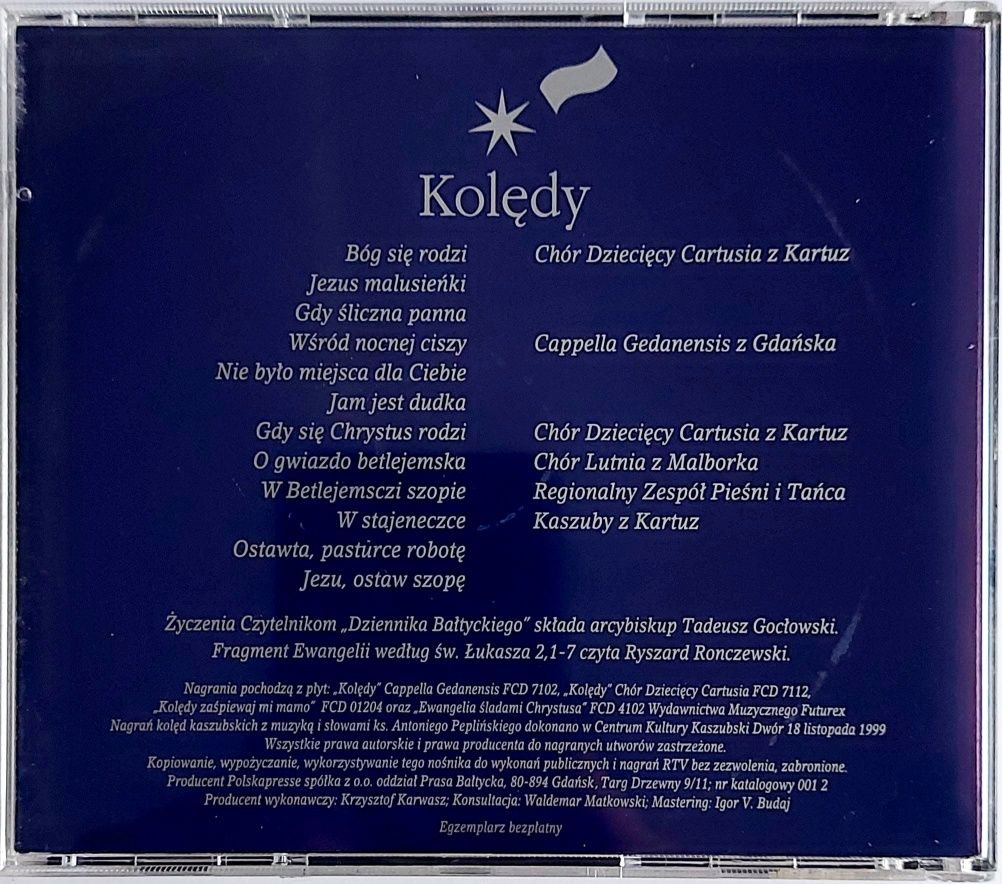 Kolędy
Bóg się rodzi Chór Dziecięcy Cartusia z Kartuz
Jezus malusieńki
Gdy śliczna panna
Wśród nocnej ciszy Cappella Gedanensis z Gdańska
Nie było miejsca dla Ciebie
Jam jest dudka
Gdy się Chrystus rodzi Chór Dziecięcy Cartusia z Kartuz
O gwiazdo betlejemska Chór Lutnia z Malborka
W Betlejemsczi szopie Regionalny Zespół Pieśni i Tańca
W stajeneczce Kaszuby z Kartuz
Ostawta, pasturce robotę
Jezu, ostaw szopę
Życzenia Czytelnikom „Dziennika Bałtyckiego” składa arcybiskup Tadeusz Gocłowski.
Fragment Ewangelii według św. Łukasza 2,1-7 czyta Ryszard Ronczewski.
Nagrania pochodzą z płyt: „Kolędy” Cappella Gedanensis FCD 7102, „Kolędy” Chór Dziecięcy Cartusia FCD 7112,
„Kolędy zaśpiewaj mi mamo” FCD 01204 oraz „Ewangelia śladami Chrystusa” FCD 4102 Wydawnictwa Muzycznego Futurex
Nagrań kolęd kaszubskich z muzyką i słowami ks. Antoniego Peplińskiego dokonano w Centrum Kultury Kaszubski Dwór 18 listopada 1999
Wszystkie prawa autorskie i prawa producenta do nagranych utworów zastrzeżone.
Kopiowanie, wypożyczanie, wykorzystywanie tego nośnika do wykonań publicznych i nagrań RTV bez zezwolenia, zabronione.
Producent Polskapresse spółka z o.o. oddział Prasa Bałtycka, 80-894 Gdańsk, Targ Drzewny 9/11; nr katalogowy 001 2
Producent wykonawczy: Krzysztof Karwasz; Konsultacja: Waldemar Matkowski; Mastering: Igor V. Budaj
Egzemplarz bezpłatny